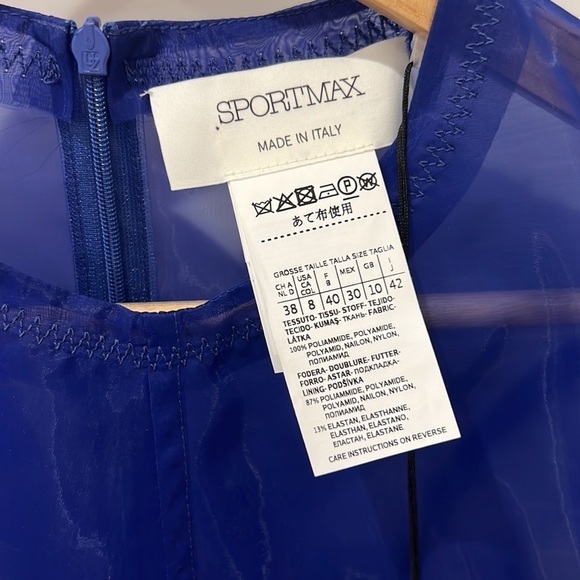 SPORTMAX
MADE IN ITALY
P
あて布使用
GROSSE TAILLE TALLA SIZE TAGLIA
CH A NL D USA CA COL F B MEX GB I J
38 8 40 30 10 42
TESSUTO-TISSU-STOFF-TEJIDO-
TECIDO-KUMAŞ-ТКАНЬ-FABRIC-
LÁTKA
100% POLIAMMIDE, POLYAMIDE,
POLYAMID, NAILON, NYLON,
ПОЛИАМИД
FODERA-DOUBLURE-FUTTER-
FORRO-ASTAR-ПОДКЛАДКА-
LINING-PODŠÍVKA
87% POLIAMMIDE, POLYAMIDE,
POLYAMID, NAILON, NYLON,
ПОЛИАМИД
13% ELASTAN, ELASTHANNE,
ELASTHAN, ELASTANO,
ЕЛАСТАН, ELASTANE
CARE INSTRUCTIONS ON REVERSE